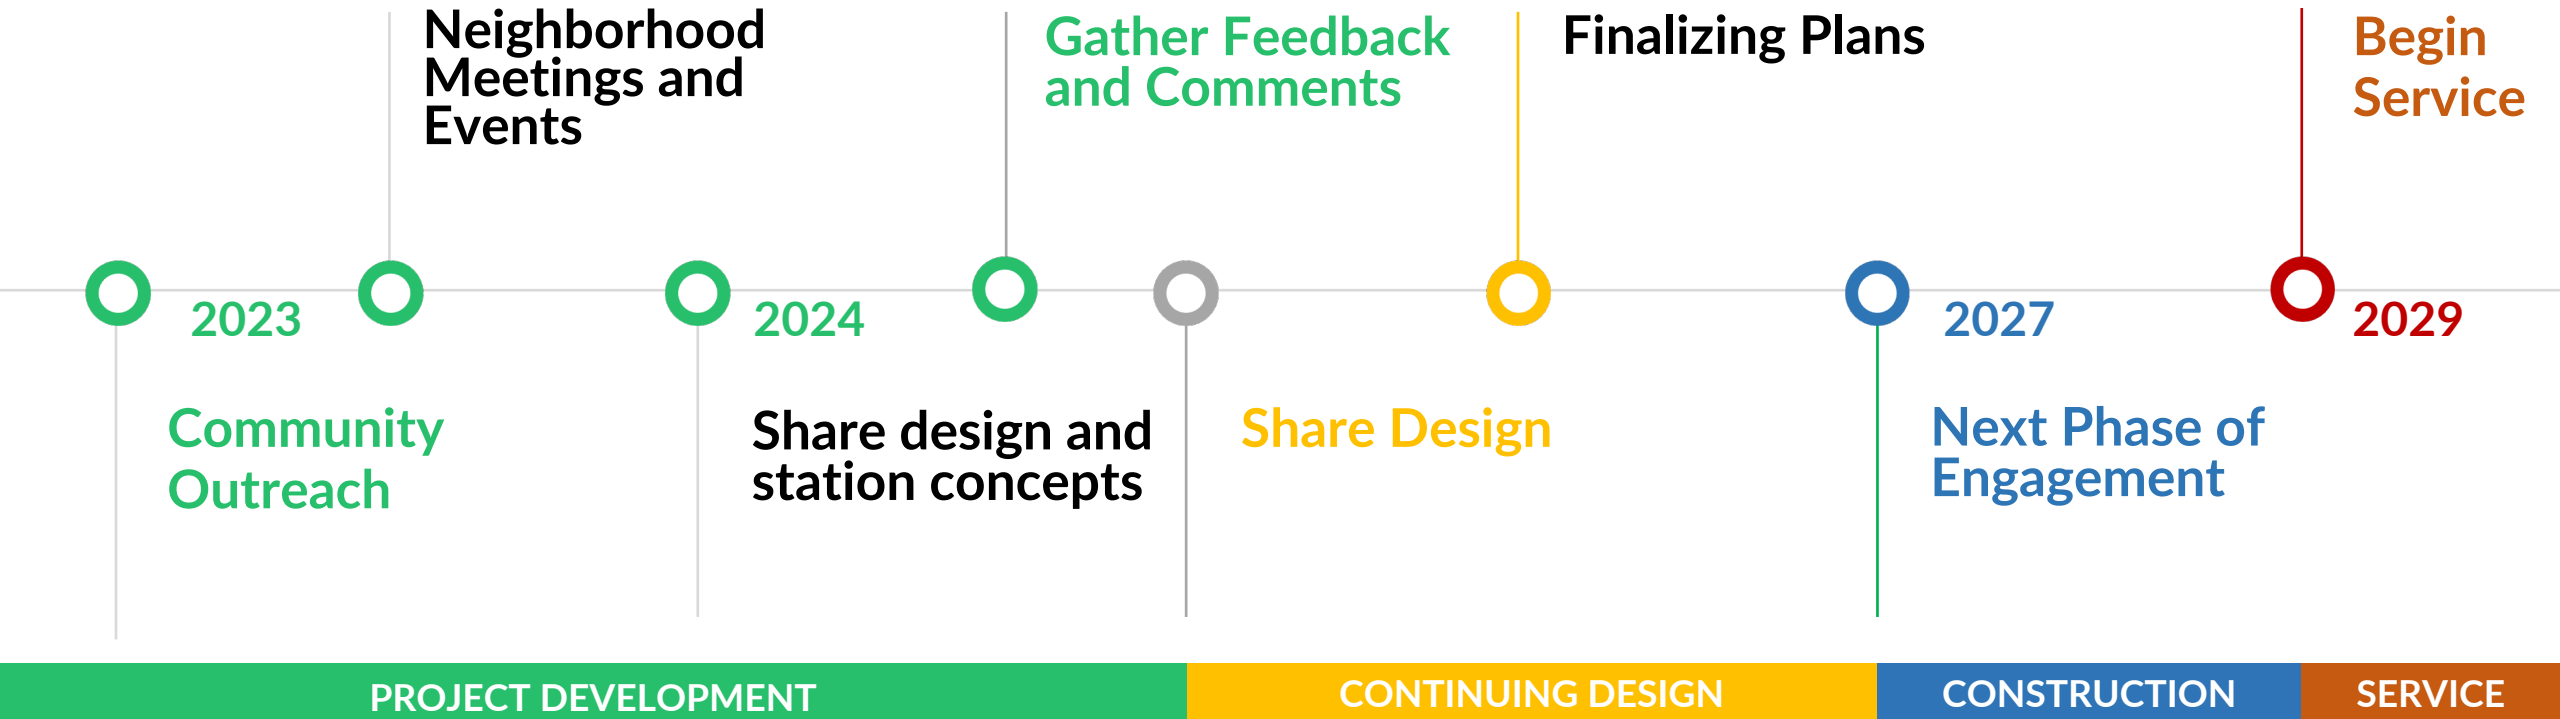 Neighborhood
Meetings and
Events
Gather Feedback
and Comments
Finalizing Plans
Begin
Service
2023
2024
2027
2029
Community
Outreach
Share design and
station concepts
Share Design
Next Phase of
Engagement
PROJECT DEVELOPMENT
CONTINUING DESIGN
CONSTRUCTION
SERVICE